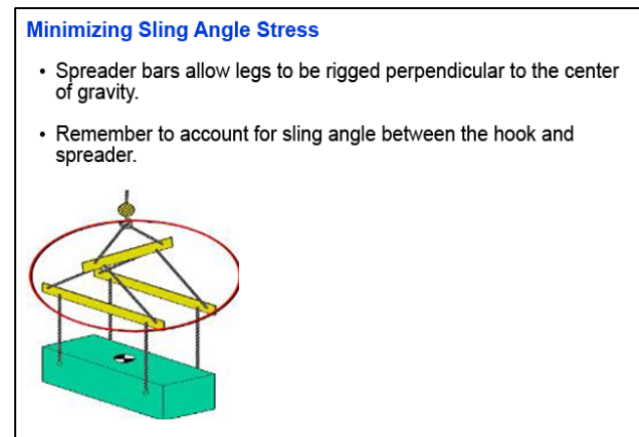 Minimizing Sling Angle Stress
• Spreader bars allow legs to be rigged perpendicular to the center
of gravity.
• Remember to account for sling angle between the hook and
spreader.